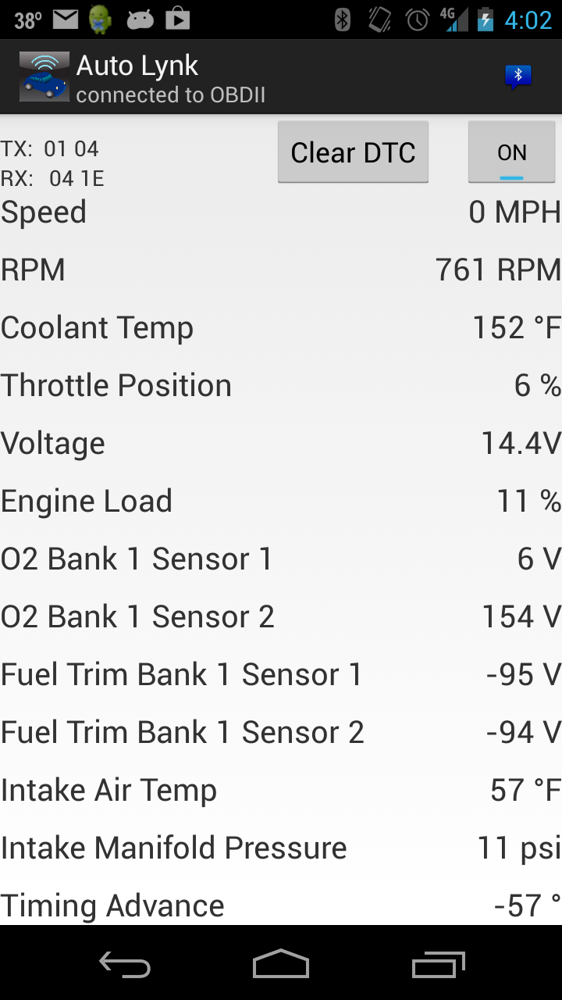 38º 4G 4:02
Auto Lynk
connected to OBDII
TX: 01 04
RX: 04 1E
Clear DTC
ON
Speed 0 MPH
RPM 761 RPM
Coolant Temp 152 °F
Throttle Position 6 %
Voltage 14.4V
Engine Load 11 %
O2 Bank 1 Sensor 1 6 V
O2 Bank 1 Sensor 2 154 V
Fuel Trim Bank 1 Sensor 1 -95 V
Fuel Trim Bank 1 Sensor 2 -94 V
Intake Air Temp 57 °F
Intake Manifold Pressure 11 psi
Timing Advance -57 °